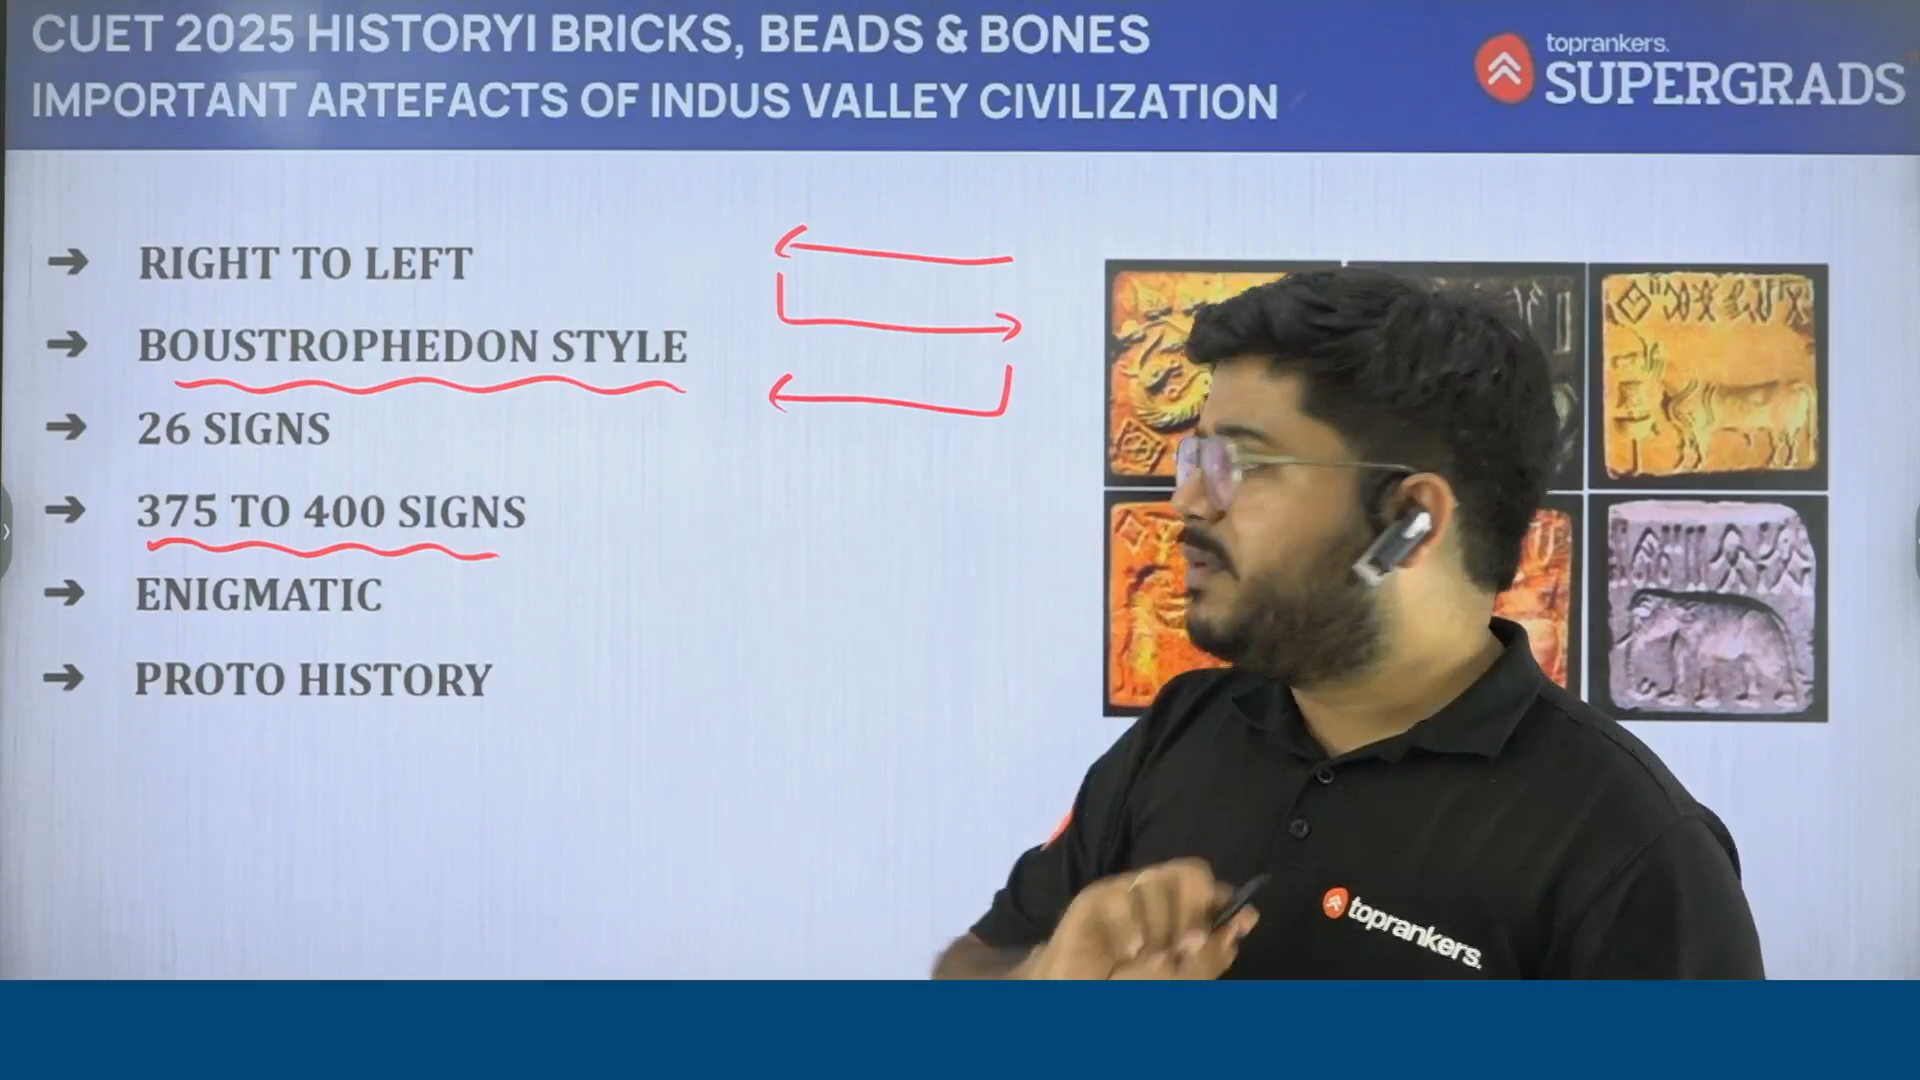 CUET 2025 HISTORYI BRICKS, BEADS & BONES
IMPORTANT ARTEFACTS OF INDUS VALLEY CIVILIZATION
toprankers.
SUPERGRADS
➔ RIGHT TO LEFT
➔ BOUSTROPHEDON STYLE
➔ 26 SIGNS
➔ 375 TO 400 SIGNS
➔ ENIGMATIC
➔ PROTO HISTORY
toprankers.